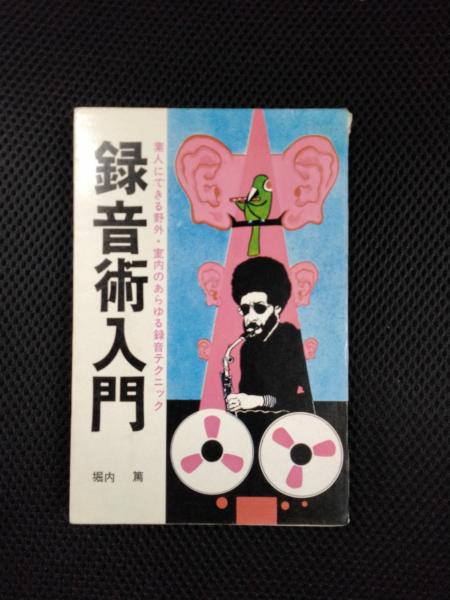 素人にできる野外・室内のあらゆる録音テクニック
録音術入門
堀内 篤